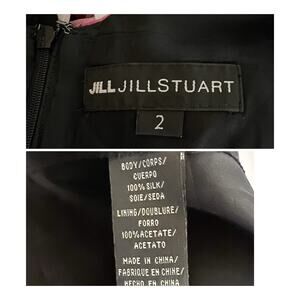 JILL JILLSTUART
2
BODY/CORPS/
CUERPO
100% SILK/
SOIE/SEDA
LINING/DOUBLURE/
FORRO
100% ACETATE/
ACETATO
MADE IN CHINA/
FABRIQUE EN CHINE/
HECHO EN CHINA